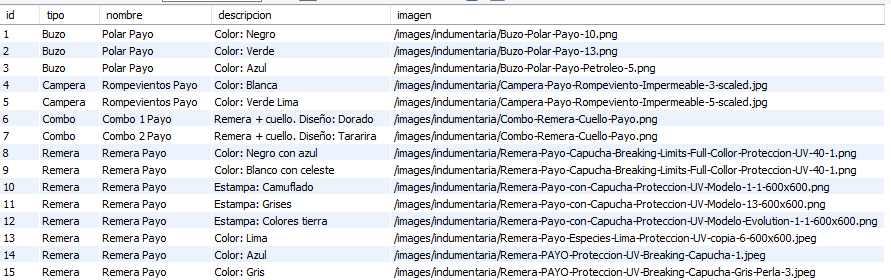 id tipo nombre descripcion imagen
1 Buzo Polar Payo Color: Negro /images/indumentaria/Buzo-Polar-Payo-10.png
2 Buzo Polar Payo Color: Verde /images/indumentaria/Buzo-Polar-Payo-13.png
3 Buzo Polar Payo Color: Azul /images/indumentaria/Buzo-Polar-Payo-Petroleo-5.png
4 Campera Rompevientos Payo Color: Blanca /images/indumentaria/Campera-Payo-Rompeviento-Impermeable-3-scaled.jpg
5 Campera Rompevientos Payo Color: Verde Lima /images/indumentaria/Campera-Payo-Rompeviento-Impermeable-5-scaled.jpg
6 Combo Combo 1 Payo Remera + cuello. Diseño: Dorado /images/indumentaria/Combo-Remera-Cuello-Payo.png
7 Combo Combo 2 Payo Remera + cuello. Diseño: Tararira /images/indumentaria/Combo-Remera-Cuello-Payo.png
8 Remera Remera Payo Color: Negro con azul /images/indumentaria/Remera-Payo-Capucha-Breaking-Limits-Full-Collor-Proteccion-UV-40-1.png
9 Remera Remera Payo Color: Blanco con celeste /images/indumentaria/Remera-Payo-Capucha-Breaking-Limits-Full-Collor-Proteccion-UV-40-1.png
10 Remera Remera Payo Estampa: Camuflado /images/indumentaria/Remera-Payo-con-Capucha-Proteccion-UV-Modelo-1-1-600x600.png
11 Remera Remera Payo Estampa: Grises /images/indumentaria/Remera-Payo-con-Capucha-Proteccion-UV-Modelo-13-600x600.png
12 Remera Remera Payo Estampa: Colores tierra /images/indumentaria/Remera-Payo-con-Capucha-Proteccion-UV-Modelo-Evolution-1-1-600x600.png
13 Remera Remera Payo Color: Lima /images/indumentaria/Remera-Payo-Especies-Lima-Proteccion-UV-copia-6-600x600.jpeg
14 Remera Remera Payo Color: Azul /images/indumentaria/Remera-PAYO-Proteccion-UV-Breaking-Capucha-1.jpeg
15 Remera Remera Payo Color: Gris /images/indumentaria/Remera-PAYO-Proteccion-UV-Breaking-Capucha-Gris-Perla-3.jpeg